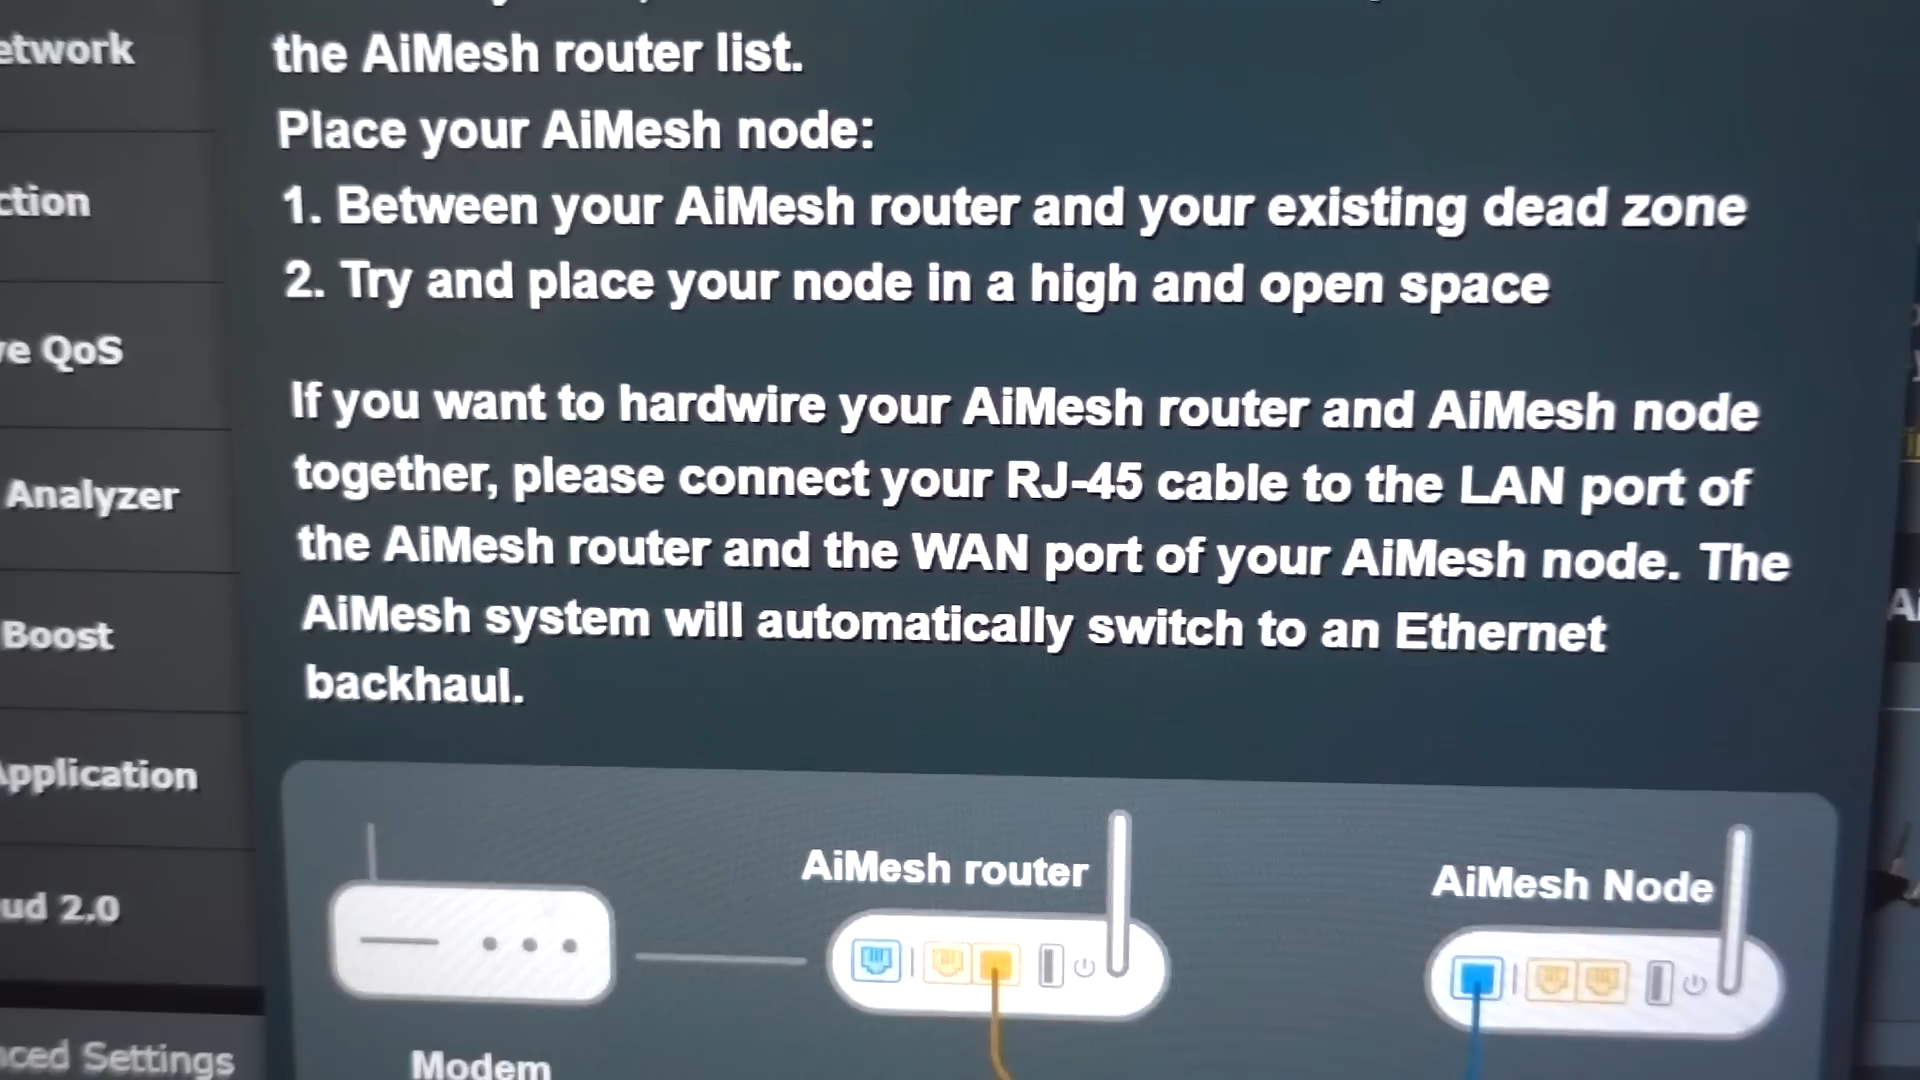 the AiMesh router list.
Place your AiMesh node:
1. Between your AiMesh router and your existing dead zone
2. Try and place your node in a high and open space
If you want to hardwire your AiMesh router and AiMesh node
together, please connect your RJ-45 cable to the LAN port of
the AiMesh router and the WAN port of your AiMesh node. The
AiMesh system will automatically switch to an Ethernet
backhaul.
AiMesh router
AiMesh Node
Modem
etwork
ction
ve QoS
Analyzer
Boost
Application
ud 2.0
nced Settings
Ai